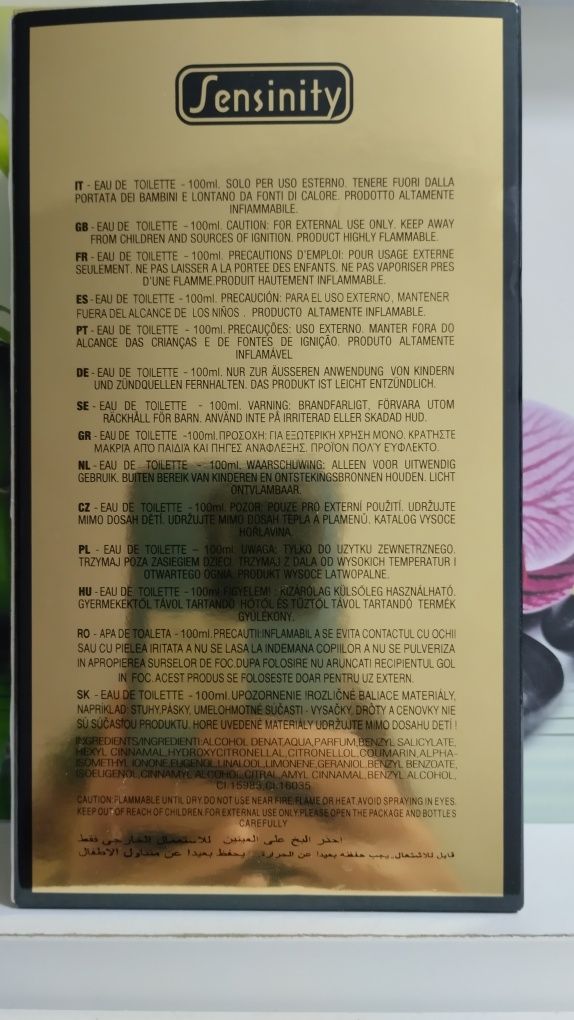 Sensinity
IT - EAU DE TOILETTE - 100ml. SOLO PER USO ESTERNO. TENERE FUORI DALLA
PORTATA DEI BAMBINI E LONTANO DA FONTI DI CALORE. PRODOTTO ALTAMENTE
INFIAMMABILE.
GB - EAU DE TOILETTE - 100ml. CAUTION: FOR EXTERNAL USE ONLY. KEEP AWAY
FROM CHILDREN AND SOURCES OF IGNITION. PRODUCT HIGHLY FLAMMABLE.
FR - EAU DE TOILETTE - 100ml. PRECAUTIONS D'EMPLOI: POUR USAGE EXTERNE
SEULEMENT. NE PAS LAISSER A LA PORTEE DES ENFANTS. NE PAS VAPORISER PRES
D'UNE FLAMME.PRODUIT HAUTEMENT INFLAMMABLE.
ES - EAU DE TOILETTE - 100ml. PRECAUCIÓN: PARA EL USO EXTERNO, MANTENER
FUERA DEL ALCANCE DE LOS NIÑOS . PRODUCTO ALTAMENTE INFLAMABLE.
PT - EAU DE TOILETTE - 100ml. PRECAUÇÕES: USO EXTERNO. MANTER FORA DO
ALCANCE DAS CRIANÇAS E DE FONTES DE IGNIÇÃO. PRODUTO ALTAMENTE
INFLAMÁVEL
DE - EAU DE TOILETTE - 100ml. NUR ZUR ÄUSSEREN ANWENDUNG VON KINDERN
UND ZÜNDQUELLEN FERNHALTEN. DAS PRODUKT IST LEICHT ENTZÜNDLICH.
SE - EAU DE TOILETTE - 100ml. VARNING: BRANDFARLIGT, FÖRVARA UTOM
RÄCKHÅLL FÖR BARN. ANVÄND INTE PÅ IRRITERAD ELLER SKADAD HUD.
GR - EAU DE TOILETTE -100ml.ΠΡΟΣΟΧΗ: ΓΙΑ ΕΞΩΤΕΡΙΚΗ ΧΡΗΣΗ ΜΌΝΟ. ΚΡΑΤΉΣΤΕ
ΜΑΚΡΙΆ ΑΠΌ ΠΑΙΔΙΆ ΚΑΙ ΠΗΓΕΣ ΑΝΆΦΛΕΞΗΣ. ΠΡΟΪΟΝ ΠΟΛΎ ΕΎΦΛΕΚΤΟ.
NL - EAU DE TOILETTE - 100ml. WAARSCHUWING: ALLEEN VOOR UITWENDIG
GEBRUIK. BUITEN BEREIK VAN KINDEREN EN ONTSTEKINGSBRONNEN HOUDEN. LICHT
ONTVLAMBAAR.
CZ - EAU DE TOILETTE - 100ml. POZOR: POUZE PRO EXTERNÍ POUŽITÍ. UDRŽUJTE
MIMO DOSAH DĚTÍ. UDRŽUJTE MIMO DOSAH TEPLA A PLAMENŮ. KATALOG VYSOCE
HOŘLAVINA.
PL - EAU DE TOILETTE – 100ml. UWAGA: TYLKO DO UZYTKU ZEWNETRZNEGO.
TRZYMAJ POZA ZASIEGIEM DZIECI. TRZYMAJ Z DALA OD WYSOKICH TEMPERATUR I
OTWARTEGO OGNIA. PRODUKT WYSOCE LATWOPALNE.
HU - EAU DE TOILETTE - 100ml FIGYELEM! : KIZÁRÓLAG KÜLSŐLEG HASZNÁLHATÓ.
GYERMEKEKTŐL TÁVOL TARTANDÓ HŐTŐL ÉS TŰZTŐL TÁVOL TARTANDÓ TERMÉK
GYÚLÉKONY.
RO - APA DE TOALETA - 100ml.PRECAUTII:INFLAMABIL A SE EVITA CONTACTUL CU OCHII
SAU CU PIELEA IRITATA A NU SE LASA LA INDEMANA COPIILOR A NU SE PULVERIZA
IN APROPIEREA SURSELOR DE FOC.DUPA FOLOSIRE NU ARUNCATI RECIPIENTUL GOL
IN FOC. ACEST PRODUS SE FOLOSESTE DOAR PENTRU UZ EXTERN.
SK - EAU DE TOILETTE - 100ml.UPOZORNENIE !ROZLIČNÉ BALIACE MATERIÁLY,
NAPRIKLAD: STUHY,PÁSKY, UMELOHMOTNÉ SUČASTI - VYSAČKY, DRÔTY A CENOVKY NIE
SÚ SÚČASŤOU PRODUKTU. HORE UVEDENÉ MATERIÁLY UDRŽUJTE MIMO DOSAHU DETÍ !
INGREDIENTS/INGREDIENTI:ALCOHOL DENAT,AQUA,PARFUM,BENZYL SALICYLATE,
HEXYL CINNAMAL,HYDROXYCITRONELLAL,CITRONELLOL,COUMARIN,ALPHA-
ISOMETHYL IONONE,EUGENOL,LINALOOL,LIMONENE,GERANIOL,BENZYL BENZOATE,
ISOEUGENOL,CINNAMYL ALCOHOL,CITRAL,AMYL CINNAMAL,BENZYL ALCOHOL,
CI.15985,CI.16035.
CAUTION:FLAMMABLE UNTIL DRY.DO NOT USE NEAR FIRE,FLAME OR HEAT.AVOID SPRAYING IN EYES.
KEEP OUT OF REACH OF CHILDREN.FOR EXTERNAL USE ONLY.PLEASE OPEN THE PACKAGE AND BOTTLES
CAREFULLY
احذر البخ على العينين للاستعمال الخارجي فقط
قابل للاشتعال.يجب حفظه بعيدا عن الحرارة. يحفظ بعيدا عن متناول الاطفال